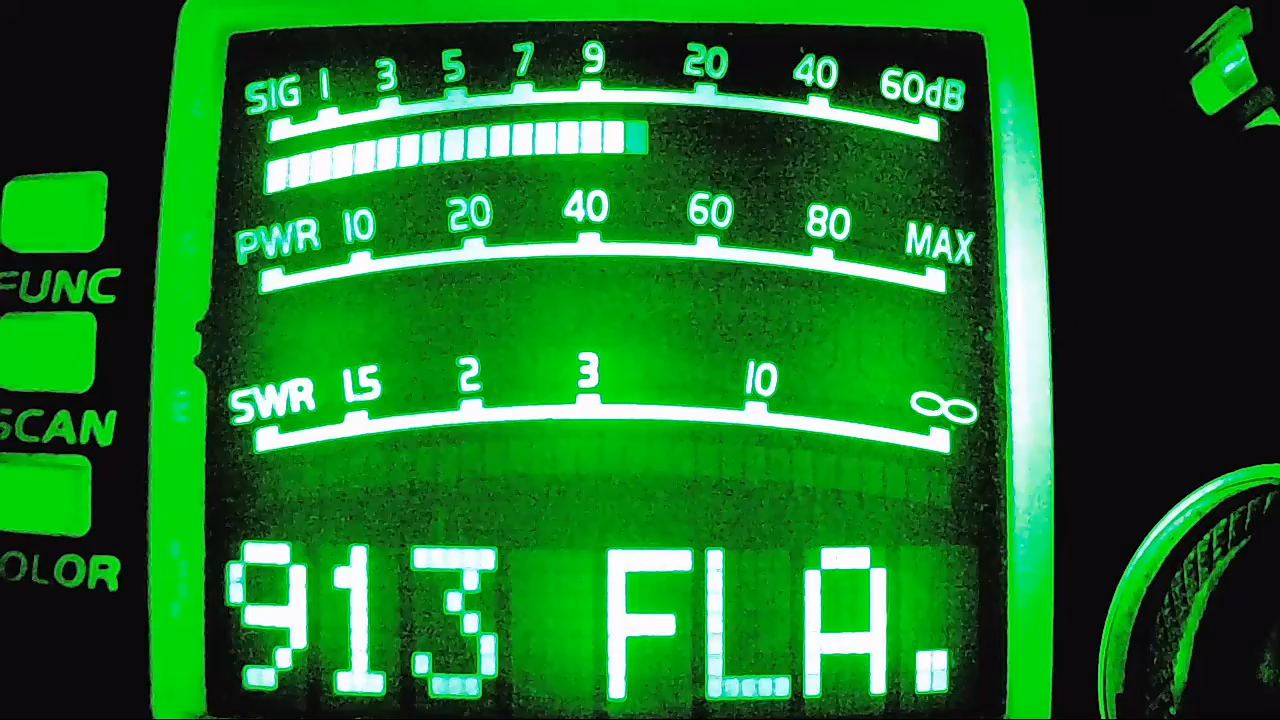 SIG 1 3 5 7 9 20 40 60dB
PWR 10 20 40 60 80 MAX
FUNC
SWR 1.5 2 3 10 ∞
SCAN
OLOR
913 FLA.